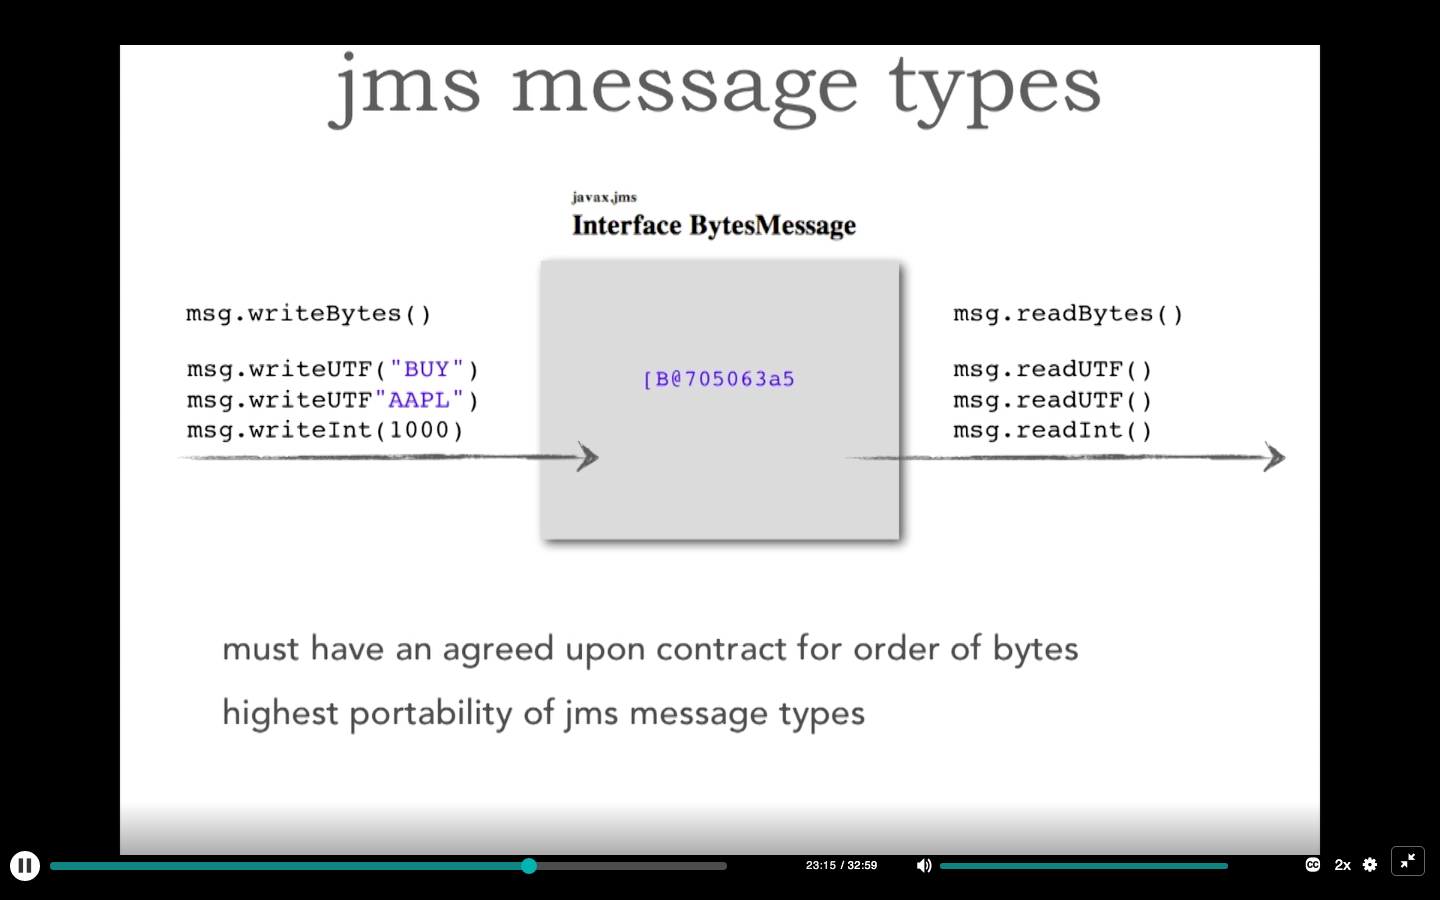 jms message types
javax.jms
Interface BytesMessage
msg.writeBytes()
msg.writeUTF("BUY")
msg.writeUTF"AAPL")
msg.writeInt(1000)
[B@705063a5
msg.readBytes()
msg.readUTF()
msg.readUTF()
msg.readInt()
must have an agreed upon contract for order of bytes
highest portability of jms message types
23:15 / 32:59
CC
2x